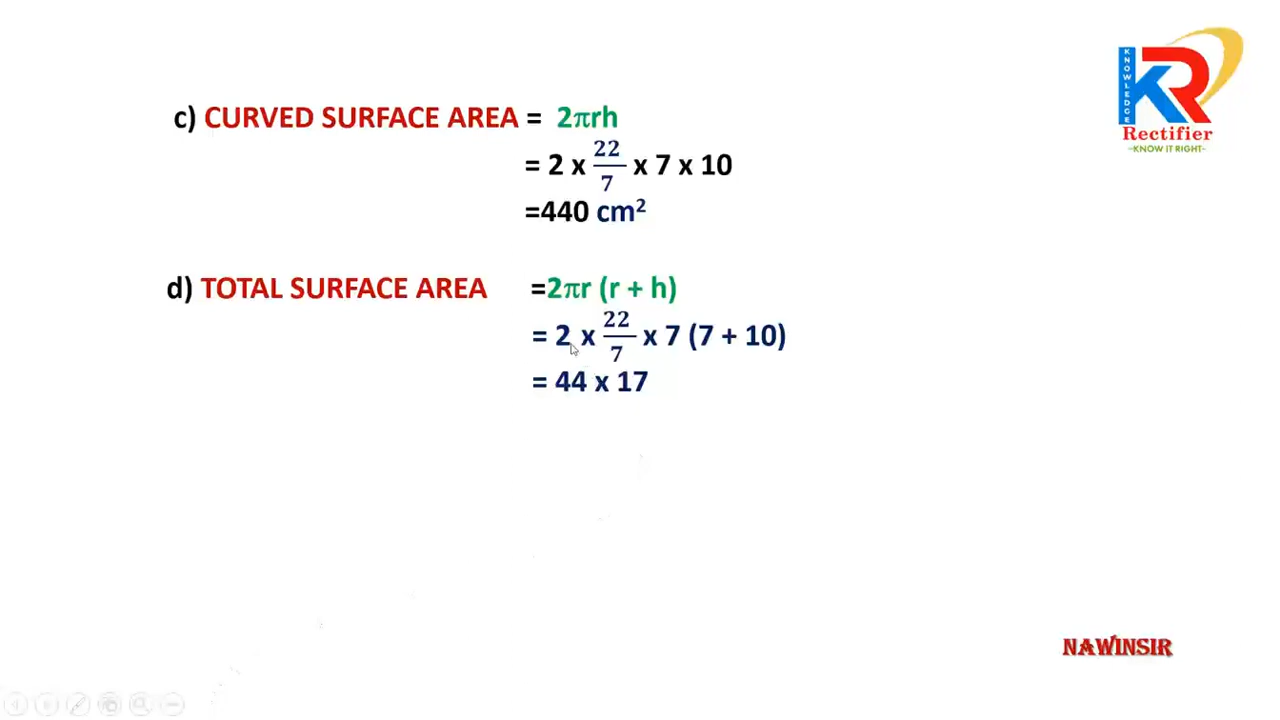 KNOWLEDGE
KR
Rectifier
~KNOW IT RIGHT~
c) CURVED SURFACE AREA = 2πrh
= 2 x 22/7 x 7 x 10
=440 cm²
d) TOTAL SURFACE AREA =2πr (r + h)
= 2 x 22/7 x 7 (7 + 10)
= 44 x 17
NAWINSIR